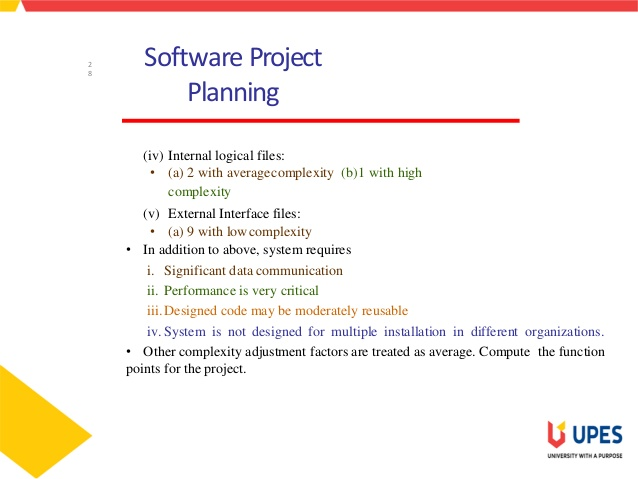 2
8
Software Project
Planning
(iv) Internal logical files:
• (a) 2 with averagecomplexity (b)1 with high
complexity
(v) External Interface files:
• (a) 9 with lowcomplexity
• In addition to above, system requires
i. Significant data communication
ii. Performance is very critical
iii. Designed code may be moderately reusable
iv. System is not designed for multiple installation in different organizations.
• Other complexity adjustment factors are treated as average. Compute the function
points for the project.
UPES
UNIVERSITY WITH A PURPOSE